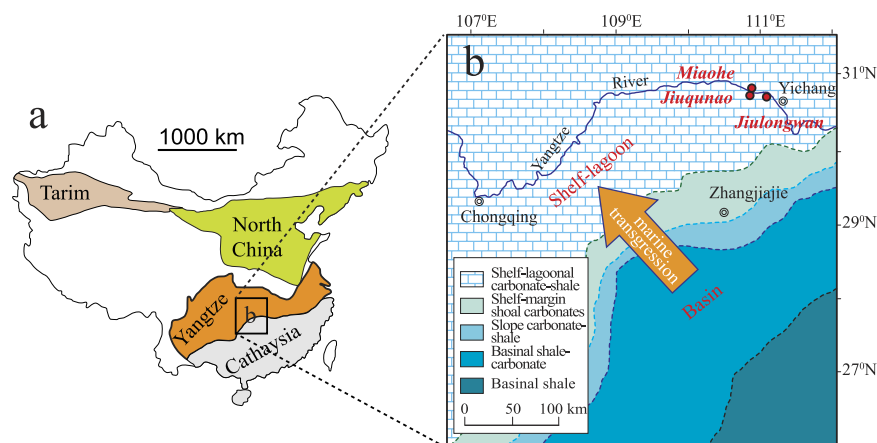 a
1000 km
Tarim
North
China
Yangtze
b
Cathaysia
107°E
109°E
111°E
b
31°N
29°N
27°N
River
Miaohe
Jiuqunao
Yichang
Jiulongwan
Yangtze
Shelf-lagoon
Chongqing
Zhangjiajie
marine
transgression
Basin
Shelf-lagoonal
carbonate-shale
Shelf-margin
shoal carbonates
Slope carbonate-
shale
Basinal shale-
carbonate
Basinal shale
0 50 100 km